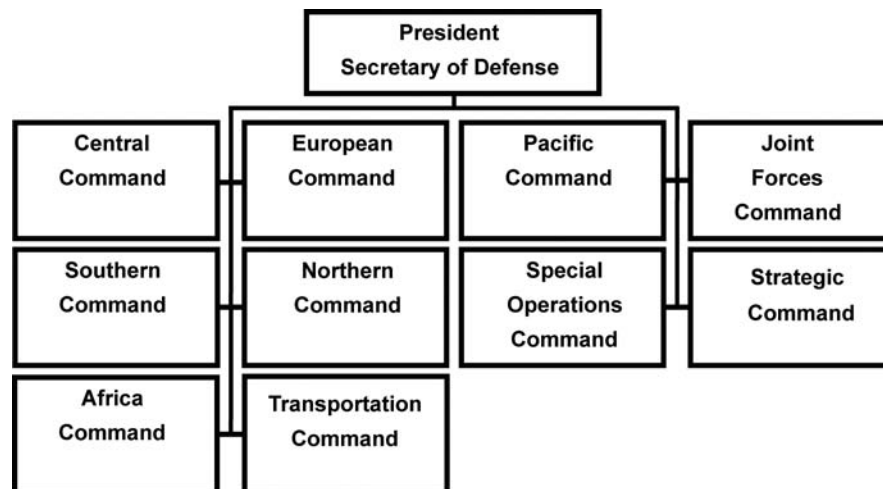 President
Secretary of Defense
Central
Command
European
Command
Pacific
Command
Joint
Forces
Command
Southern
Command
Northern
Command
Special
Operations
Command
Strategic
Command
Africa
Command
Transportation
Command